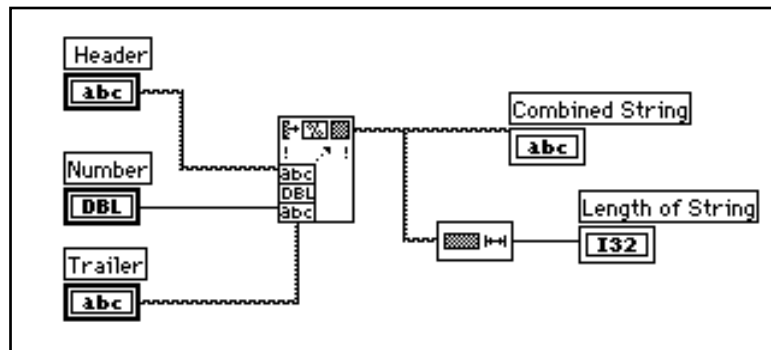 Header
abc
Number
DBL
Trailer
abc
%
! !
abc
DBL
abc
Combined String
abc
Length of String
I32